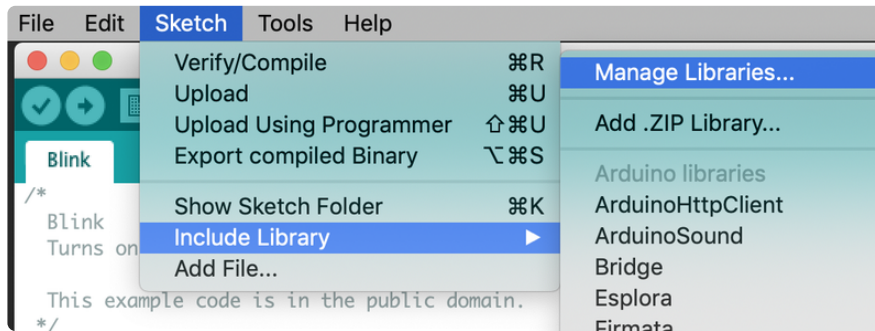 File Edit Sketch Tools Help
Verify/Compile ⌘R
Upload ⌘U
Upload Using Programmer ⇧⌘U
Export compiled Binary ⌥⌘S
Show Sketch Folder ⌘K
Include Library ▶
Add File...
Manage Libraries...
Add .ZIP Library...
Arduino libraries
ArduinoHttpClient
ArduinoSound
Bridge
Esplora
Firmata
Blink
/*
Blink
Turns on
This example code is in the public domain.
*/